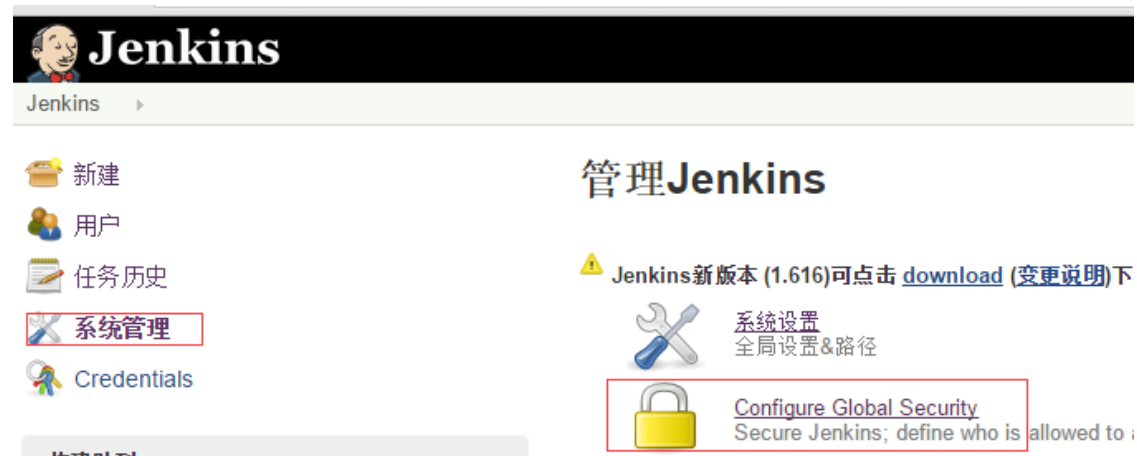 Jenkins
Jenkins
新建
用户
任务历史
系统管理
Credentials
管理Jenkins
Jenkins新版本 (1.616)可点击 download (变更说明)下
系统设置
全局设置&路径
Configure Global Security
Secure Jenkins; define who is allowed to a